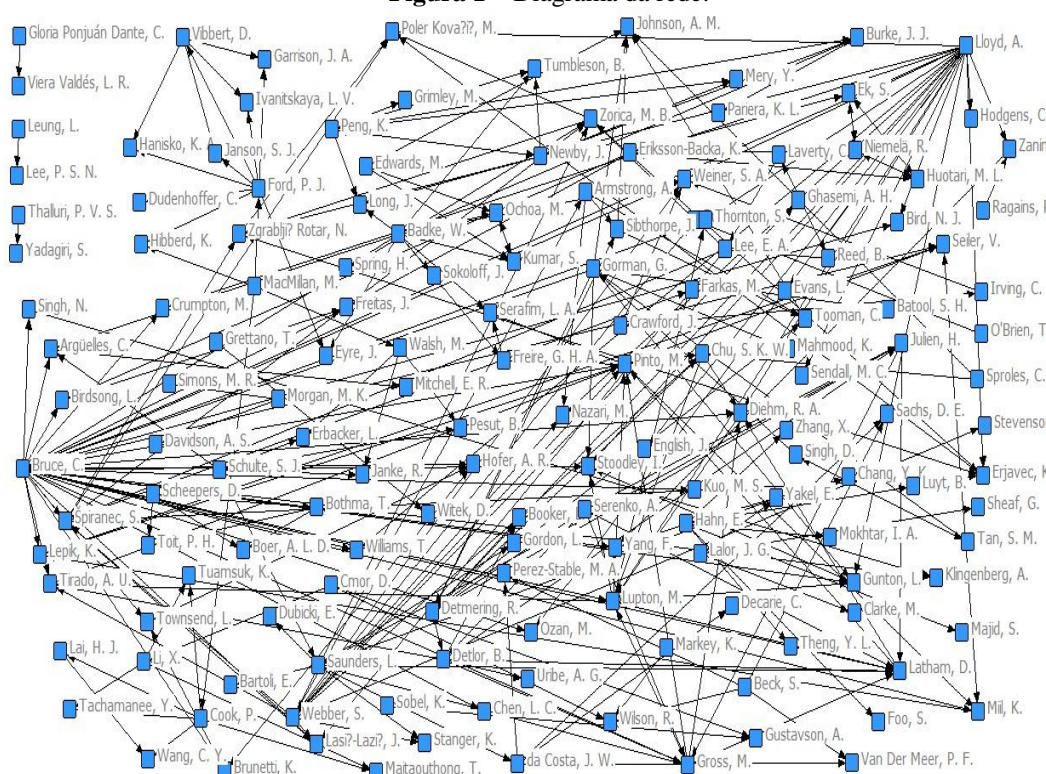 Figura 1 – Diagrama da rede.
Gloria Ponjuán Dante, C.
Vibbert, D.
Poler Kova?i?, M.
Johnson, A. M.
Burke, J. J.
Lloyd, A.
Garrison, J. A.
Viera Valdés, L. R.
Tumbleson, B.
Mery, Y.
Ek, S.
Ivanitskaya, L. V.
Grimley, M.
Pariera, K. L.
Hodgens, C.
Leung, L.
Peng, K.
Zorica, M. B.
Hanisko, K. A.
Janson, S. J.
Newby, J.
Eriksson-Backa, K.
Laverty, C.
Niemelä, R.
Zanin
Lee, P. S. N.
Edwards, M.
Weiner, S. A.
Huotari, M. L.
Ford, P. J.
Armstrong, A.
Ghasemi, A. H.
Dudenhoffer, C.
Long, J.
Ochoa, M.
Ragains, P.
Thalluri, P. V. S.
Sibthorpe, J.
Thornton, S.
Bird, N. J.
Zgrablji? Rotar, N.
Badke, W.
Hibberd, K.
Lee, E. A.
Seiler, V.
Yadagiri, S.
Spring, H.
Sokoloff, J.
Kumar, S.
Gorman, G.
Reed, B.
MacMillan, M.
Farkas, M.
Evans, L.
Irving, C.
Singh, N.
Crumpton, M.
Freitas, J.
Serafim, L. A.
Tooman, C.
Batool, S. H.
Crawford, J.
O'Brien, T.
Argüelles, C.
Grettano, T.
Eyre, J.
Walsh, M.
Freire, G. H. A.
Pinto, M.
Chu, S. K. W.
Mahmood, K.
Julien, H.
Simons, M. R.
Mitchell, E. R.
Sendall, M. C.
Sproles, C.
Birdsong, L.
Morgan, M. K.
Nazari, M.
Diehm, R. A.
Sachs, D. E.
Davidson, A. S.
Erbacker, L.
Pesut, B.
Zhang, X.
Stevenson
English, J.
Singh, D.
Bruce, C.
Schulte, S. J.
Janke, R.
Hofer, A. R.
Stoodley, I.
Chang, Y. K.
Erjavec, K.
Scheepers, D.
Kuo, M. S.
Luyt, B.
Bothma, T.
Yakel, E.
Sheaf, G.
Špiranec, S.
Witek, D.
Booker, L.
Serenko, A.
Hahn, E.
Lepik, K.
Toit, P. H.
Boer, A. L. D.
Williams, T.
Gordon, L.
Yang, F.
Lalor, J. G.
Mokhtar, I. A.
Tan, S. M.
Tirado, A. U.
Tuamsuk, K.
Cmor, D.
Perez-Stable, M. A.
Gunton, L.
Klingenberg, A.
Townsend, L.
Dubicki, E.
Detmering, R.
Lupton, M.
Decarie, C.
Clarke, M.
Ozan, M.
Majid, S.
Lai, H. J.
Li, X.
Saunders, L.
Detlor, B.
Markey, K.
Theng, Y. L.
Latham, D.
Bartoli, E.
Uribe, A. G.
Beck, S.
Tachamanee, Y.
Cook, P.
Webber, S.
Sobel, K.
Chen, L. C.
Wilson, R.
Foo, S.
Miil, K.
Wang, C. Y.
Lasi?-Lazi?, J.
Stanger, K.
Gustavson, A.
Brunetti, K.
Maitaouthong, T.
da Costa, J. W.
Gross, M.
Van Der Meer, P. F.